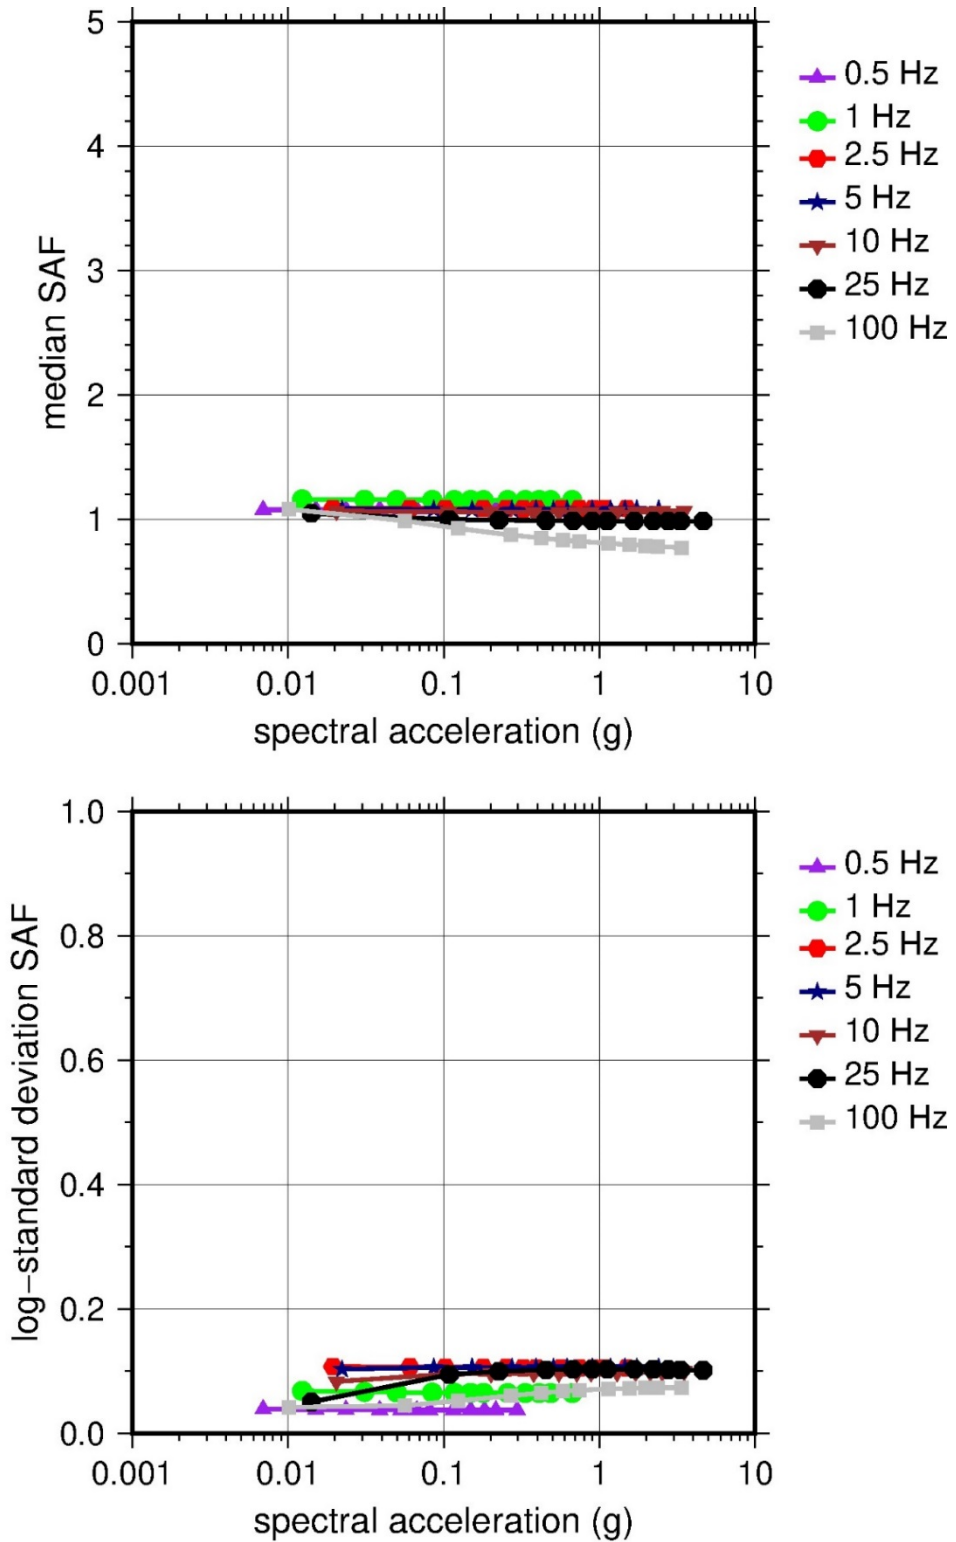 5
4
3
2
1
0
median SAF
0.001 0.01 0.1 1 10
spectral acceleration (g)
0.5 Hz
1 Hz
2.5 Hz
5 Hz
10 Hz
25 Hz
100 Hz
1.0
0.8
0.6
0.4
0.2
0.0
log-standard deviation SAF
0.001 0.01 0.1 1 10
spectral acceleration (g)
0.5 Hz
1 Hz
2.5 Hz
5 Hz
10 Hz
25 Hz
100 Hz